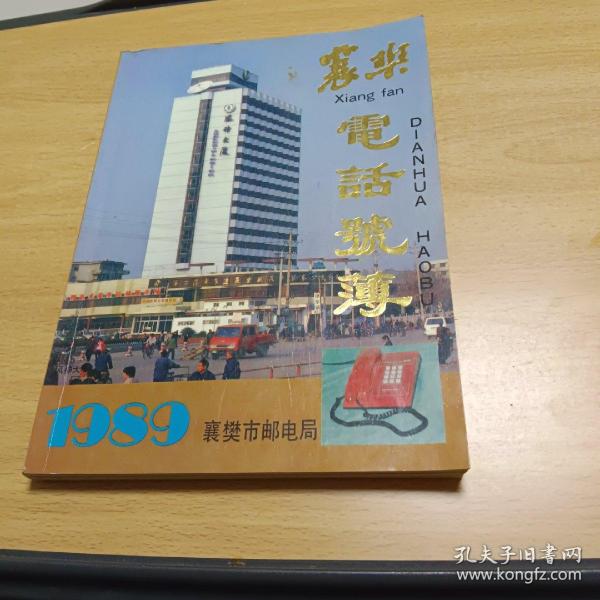 襄樊
Xiang fan
電話號薄
DIANHUA HAOBU
1989
襄樊市邮电局
孔夫子旧书网
www.kongfz.com